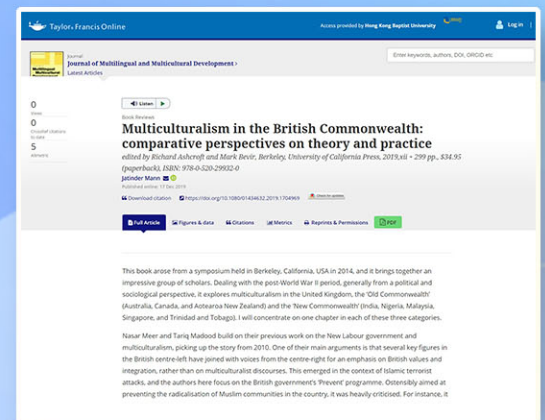 Taylor & Francis Online
Access provided by Hong Kong Baptist University
Log in
Journal
Journal of Multilingual and Multicultural Development ›
Latest Articles
Enter keywords, authors, DOI, ORCID etc
0
Views
0
CrossRef citations to date
5
Altmetric
Listen
Book Reviews
Multiculturalism in the British Commonwealth:
comparative perspectives on theory and practice
edited by Richard Ashcroft and Mark Bevir, Berkeley, University of California Press, 2019,xii + 299 pp., $34.95
(paperback), ISBN: 978-0-520-29932-0
Jatinder Mann
Published online: 17 Dec 2019
Download citation
https://doi.org/10.1080/01434632.2019.1704969
Check for updates
Full Article
Figures & data
Citations
Metrics
Reprints & Permissions
PDF
This book arose from a symposium held in Berkeley, California, USA in 2014, and it brings together an
impressive group of scholars. Dealing with the post-World War II period, generally from a political and
sociological perspective, it explores multiculturalism in the United Kingdom, the 'Old Commonwealth'
(Australia, Canada, and Aotearoa New Zealand) and the 'New Commonwealth' (India, Nigeria, Malaysia,
Singapore, and Trinidad and Tobago). I will concentrate on one chapter in each of these three categories.
Nasar Meer and Tariq Madood build on their previous work on the New Labour government and
multiculturalism, picking up the story from 2010. One of their main arguments is that several key figures in
the British centre-left have joined with voices from the centre-right for an emphasis on British values and
integration, rather than on multiculturalist discourses. This emerged in the context of Islamic terrorist
attacks, and the authors here focus on the British government's 'Prevent' programme. Ostensibly aimed at
preventing the radicalisation of Muslim communities in the country, it was heavily criticised. For instance, it